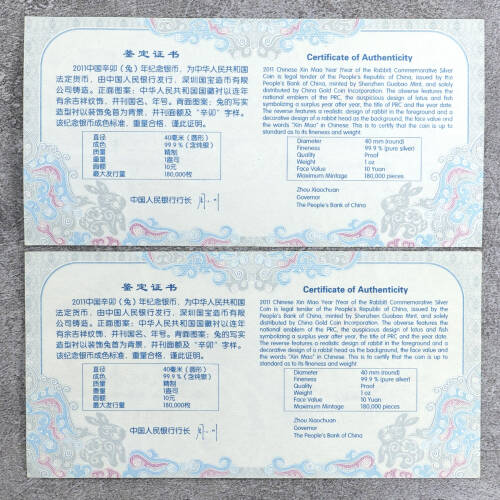 鉴定证书
2011中国辛卯（兔）年纪念银币，为中华人民共和国
法定货币，由中国人民银行发行，深圳国宝造币有限
公司铸造。正面图案：中华人民共和国国徽衬以连年
有余吉祥纹饰，并刊国名、年号。背面图案：兔的写实
造型衬以装饰兔首为背景，并刊面额及“辛卯”字样。
该纪念银币成色标准，重量合格，谨此证明。
直径 40毫米（圆形）
成色 99.9％（含纯银）
质量 精制
重量 1盎司
面额 10元
最大发行量 180,000枚
中国人民银行行长
Certificate of Authenticity
2011 Chinese Xin Mao Year (Year of the Rabbit) Commemorative Silver
Coin is legal tender of the People's Republic of China, issued by the
People's Bank of China, minted by Shenzhen Guobao Mint, and solely
distributed by China Gold Coin Incorporation. The obverse features the
national emblem of the PRC, the auspicious design of lotus and fish
symbolizing a surplus year after year, the title of PRC and the year date.
The reverse features a realistic design of rabbit in the foreground and a
decorative design of a rabbit head as the background, the face value and
the words "Xin Mao" in Chinese. This is to certify that the coin is up to
standard as to its fineness and weight.
Diameter 40 mm (round)
Fineness 99.9 % (pure silver)
Quality Proof
Weight 1 oz
Face Value 10 Yuan
Maximum Mintage 180,000 pieces
Zhou Xiaochuan
Governor
The People's Bank of China
鉴定证书
2011中国辛卯（兔）年纪念银币，为中华人民共和国
法定货币，由中国人民银行发行，深圳国宝造币有限
公司铸造。正面图案：中华人民共和国国徽衬以连年
有余吉祥纹饰，并刊国名、年号。背面图案：兔的写实
造型衬以装饰兔首为背景，并刊面额及“辛卯”字样。
该纪念银币成色标准，重量合格，谨此证明。
直径 40毫米（圆形）
成色 99.9％（含纯银）
质量 精制
重量 1盎司
面额 10元
最大发行量 180,000枚
中国人民银行行长
Certificate of Authenticity
2011 Chinese Xin Mao Year (Year of the Rabbit) Commemorative Silver
Coin is legal tender of the People's Republic of China, issued by the
People's Bank of China, minted by Shenzhen Guobao Mint, and solely
distributed by China Gold Coin Incorporation. The obverse features the
national emblem of the PRC, the auspicious design of lotus and fish
symbolizing a surplus year after year, the title of PRC and the year date.
The reverse features a realistic design of rabbit in the foreground and a
decorative design of a rabbit head as the background, the face value and
the words "Xin Mao" in Chinese. This is to certify that the coin is up to
standard as to its fineness and weight.
Diameter 40 mm (round)
Fineness 99.9 % (pure silver)
Quality Proof
Weight 1 oz
Face Value 10 Yuan
Maximum Mintage 180,000 pieces
Zhou Xiaochuan
Governor
The People's Bank of China